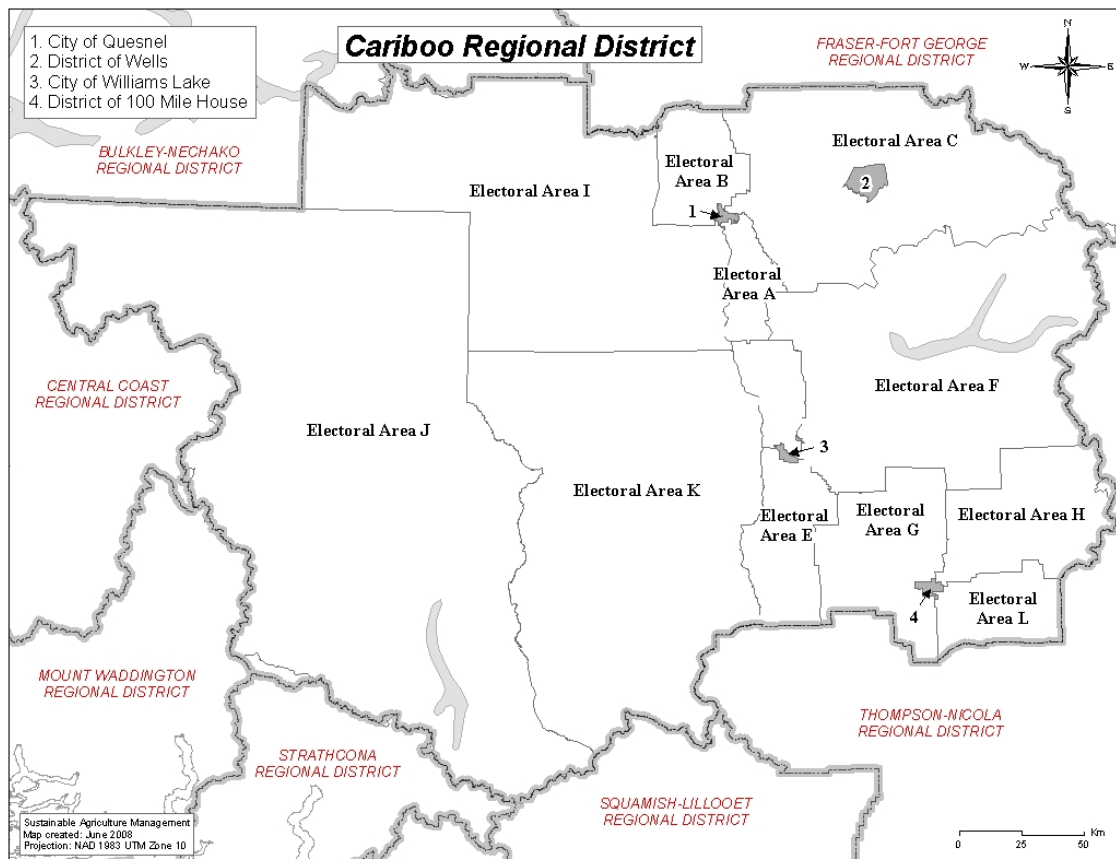 Cariboo Regional District
1. City of Quesnel
2. District of Wells
3. City of Williams Lake
4. District of 100 Mile House
FRASER-FORT GEORGE
REGIONAL DISTRICT
N
W
E
S
BULKLEY-NECHAKO
REGIONAL DISTRICT
Electoral Area C
Electoral
Area B
Electoral Area I
2
1
Electoral
Area A
CENTRAL COAST
REGIONAL DISTRICT
Electoral Area F
Electoral Area J
3
Electoral Area K
Electoral
Area E
Electoral
Area G
Electoral Area H
4
Electoral
Area L
MOUNT WADDINGTON
REGIONAL DISTRICT
THOMPSON-NICOLA
REGIONAL DISTRICT
STRATHCONA
REGIONAL DISTRICT
SQUAMISH-LILLOOET
REGIONAL DISTRICT
Sustainable Agriculture Management
Map created: June 2008
Projection: NAD 1983 UTM Zone 10
Km
0 25 50